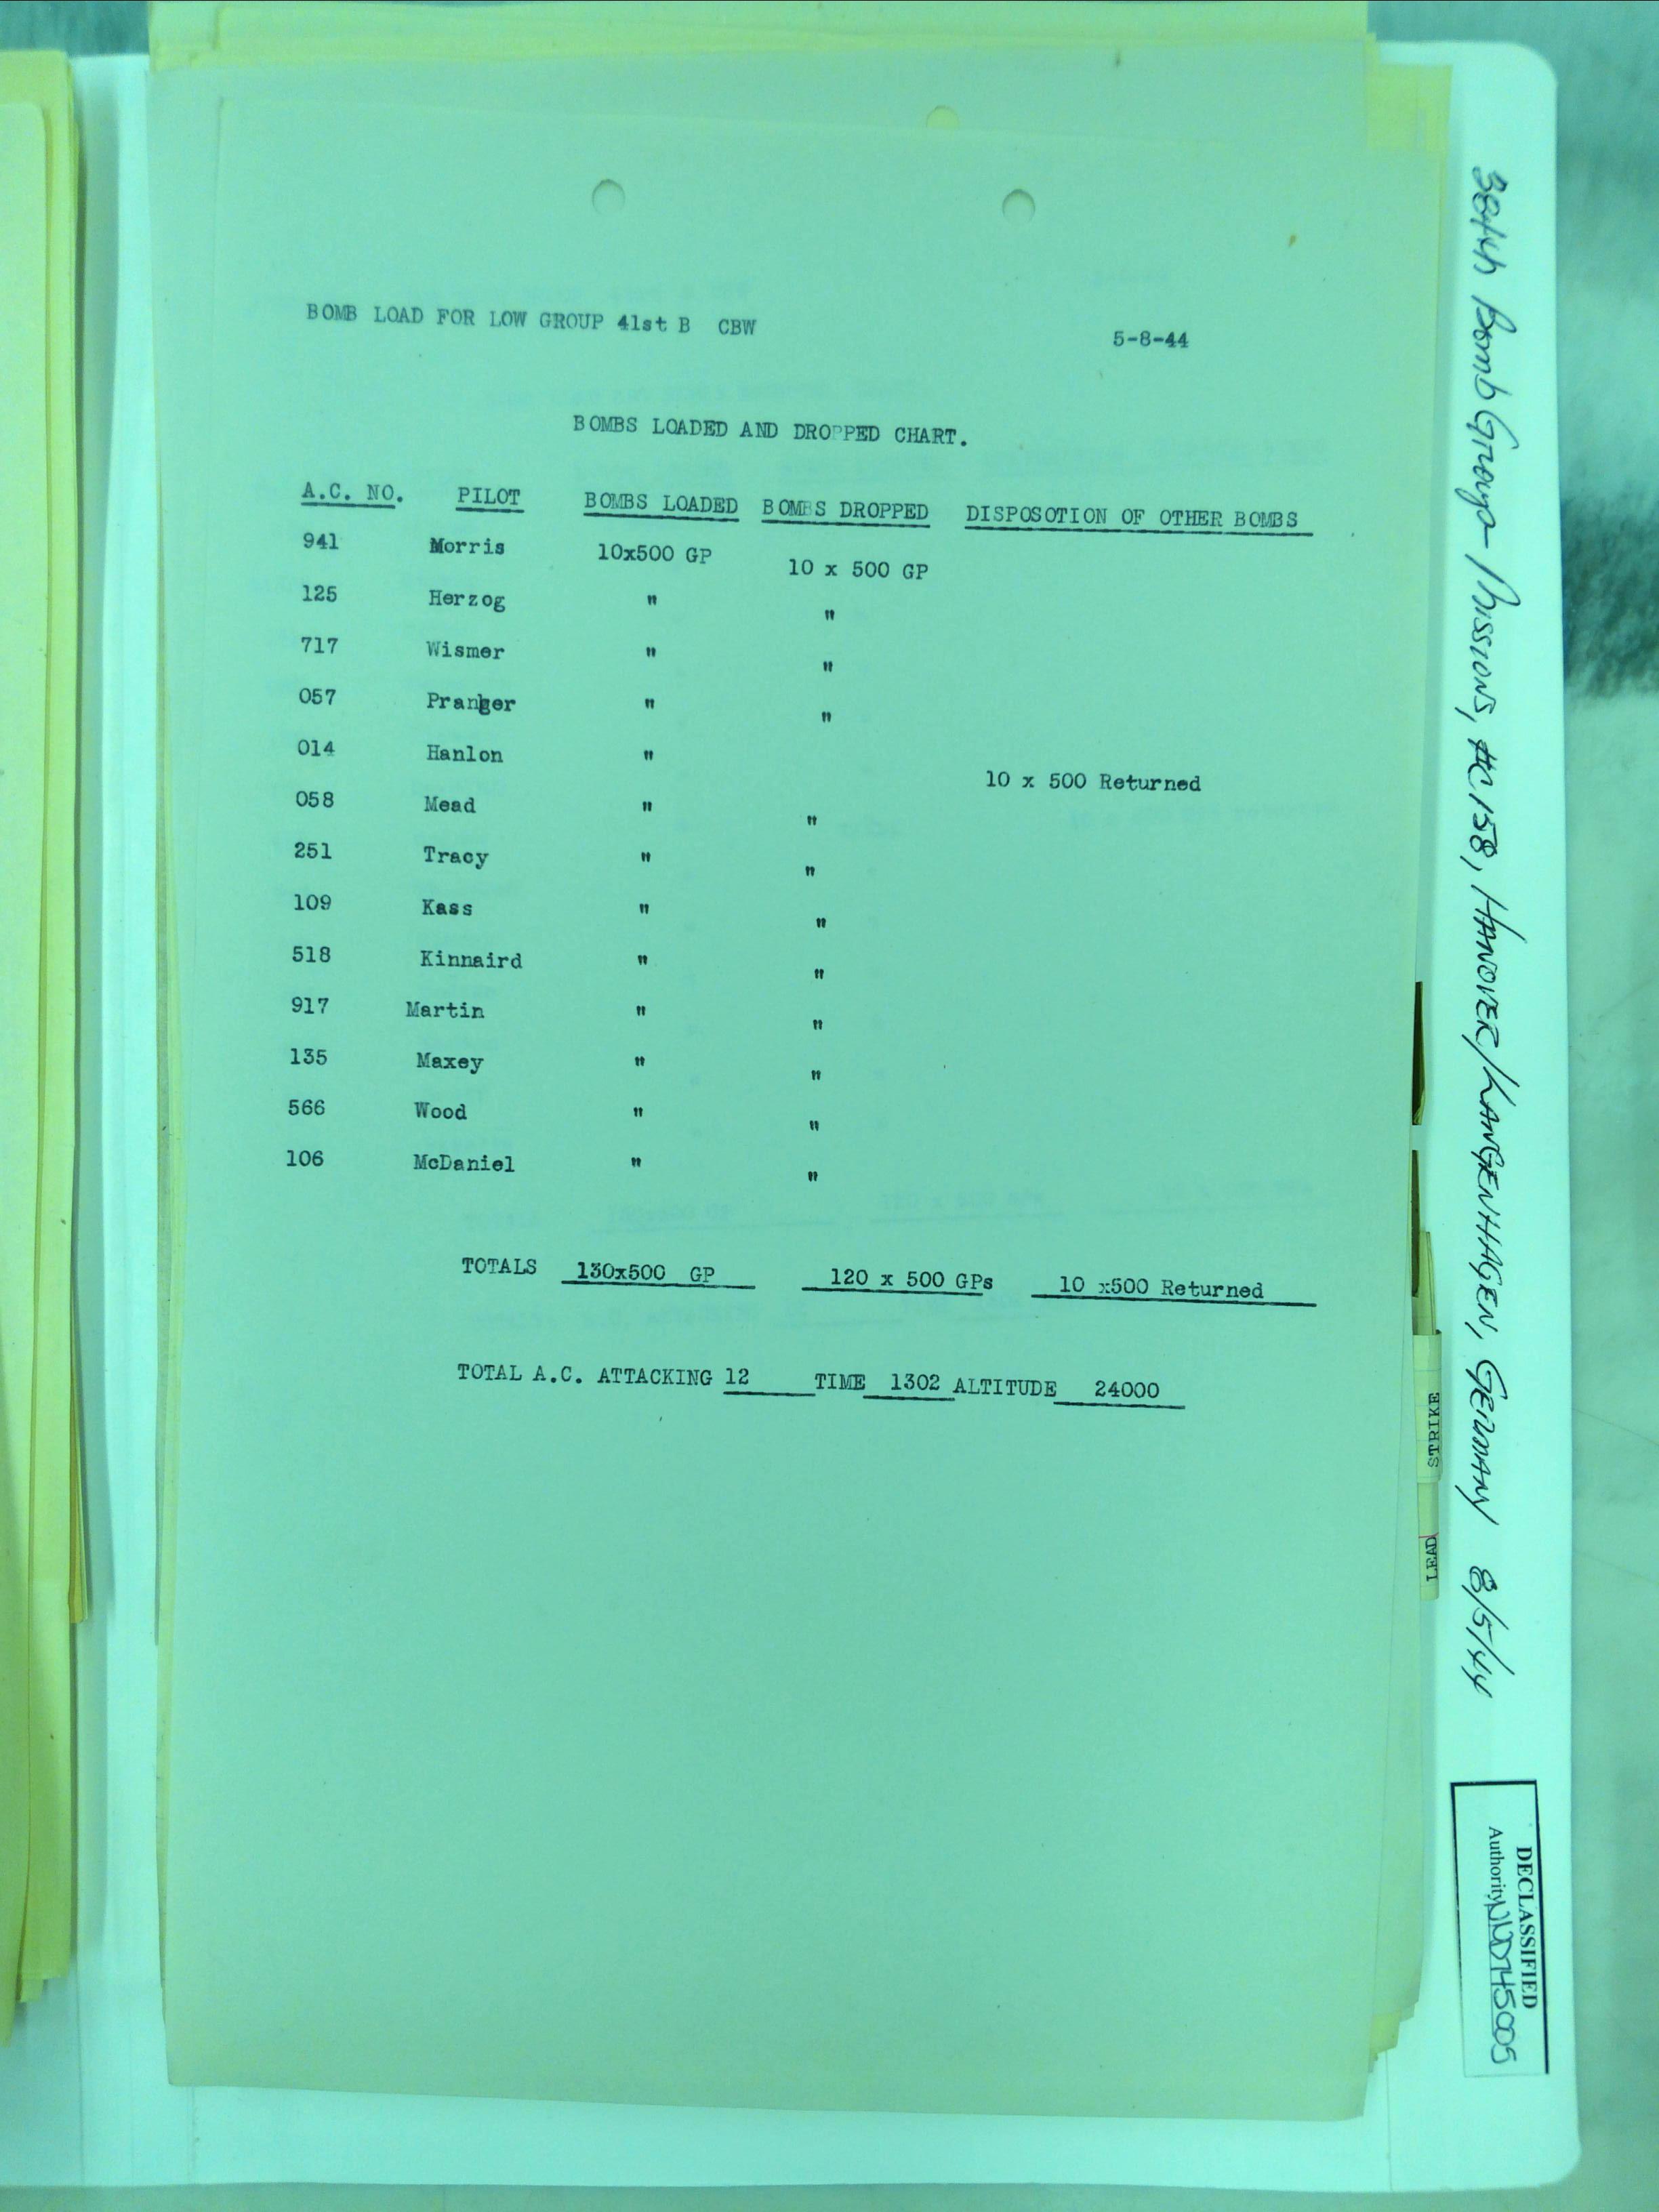 BOMB LOAD FOR LOW GROUP 41st B CBW 5-8-44
BOMBS LOADED AND DROPPED CHART.
A.C. NO. PILOT BOMBS LOADED BOMBS DROPPED DISPOSOTION OF OTHER BOMBS
941 Morris 10x500 GP 10 x 500 GP
125 Herzog " "
717 Wismer " "
057 Pranger " "
014 Hanlon " 10 x 500 Returned
058 Mead " "
251 Tracy " "
109 Kass " "
518 Kinnaird " "
917 Martin " "
135 Maxey " "
566 Wood " "
106 McDaniel " "
TOTALS 130x500 GP 120 x 500 GPs 10 x500 Returned
TOTAL A.C. ATTACKING 12 TIME 1302 ALTITUDE 24000
STRIKE
LEAD
384th Bomb Group - Missions, #C158, HANOVER/LANGENHAGEN, GERMANY 8/5/44
DECLASSIFIED
Authority NND745005